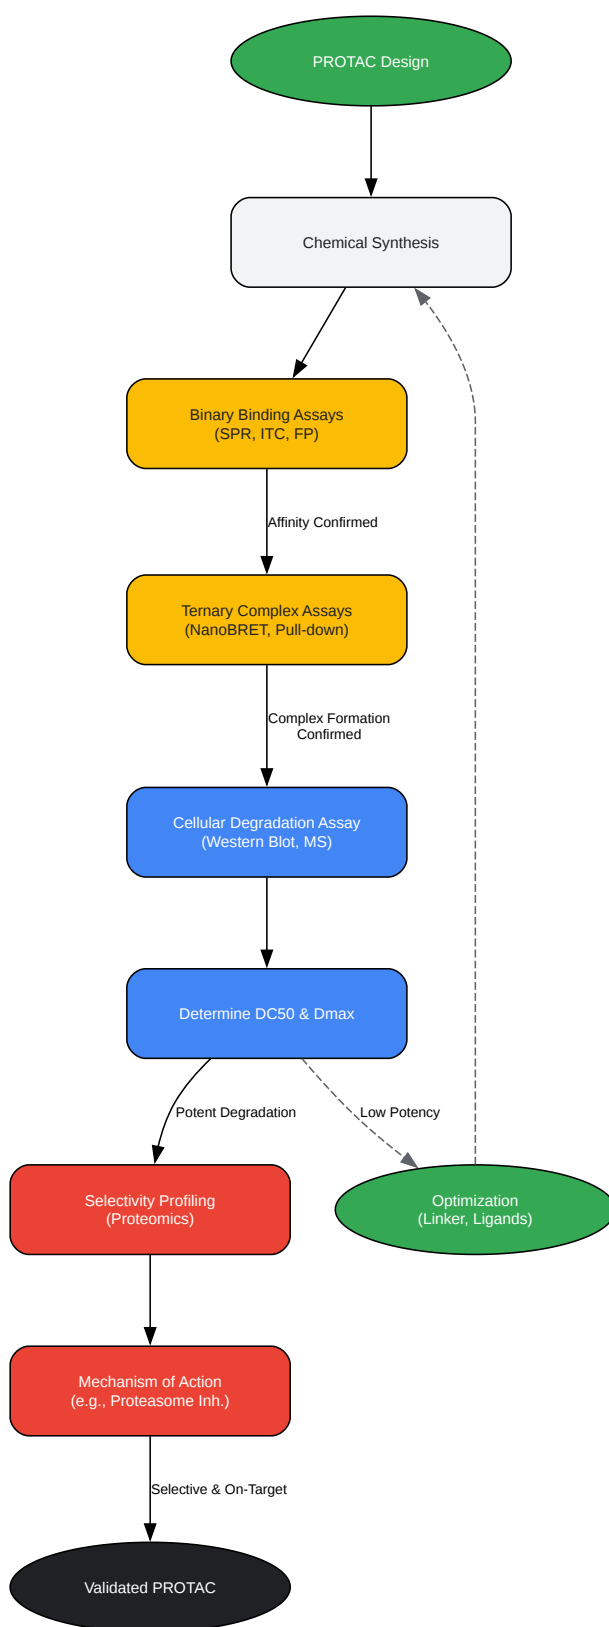 PROTAC Design
Chemical Synthesis
Binary Binding Assays
(SPR, ITC, FP)
Affinity Confirmed
Ternary Complex Assays
(NanoBRET, Pull-down)
Complex Formation
Confirmed
Cellular Degradation Assay
(Western Blot, MS)
Determine DC50 & Dmax
Potent Degradation
Low Potency
Selectivity Profiling
(Proteomics)
Optimization
(Linker, Ligands)
Mechanism of Action
(e.g., Proteasome Inh.)
Selective & On-Target
Validated PROTAC